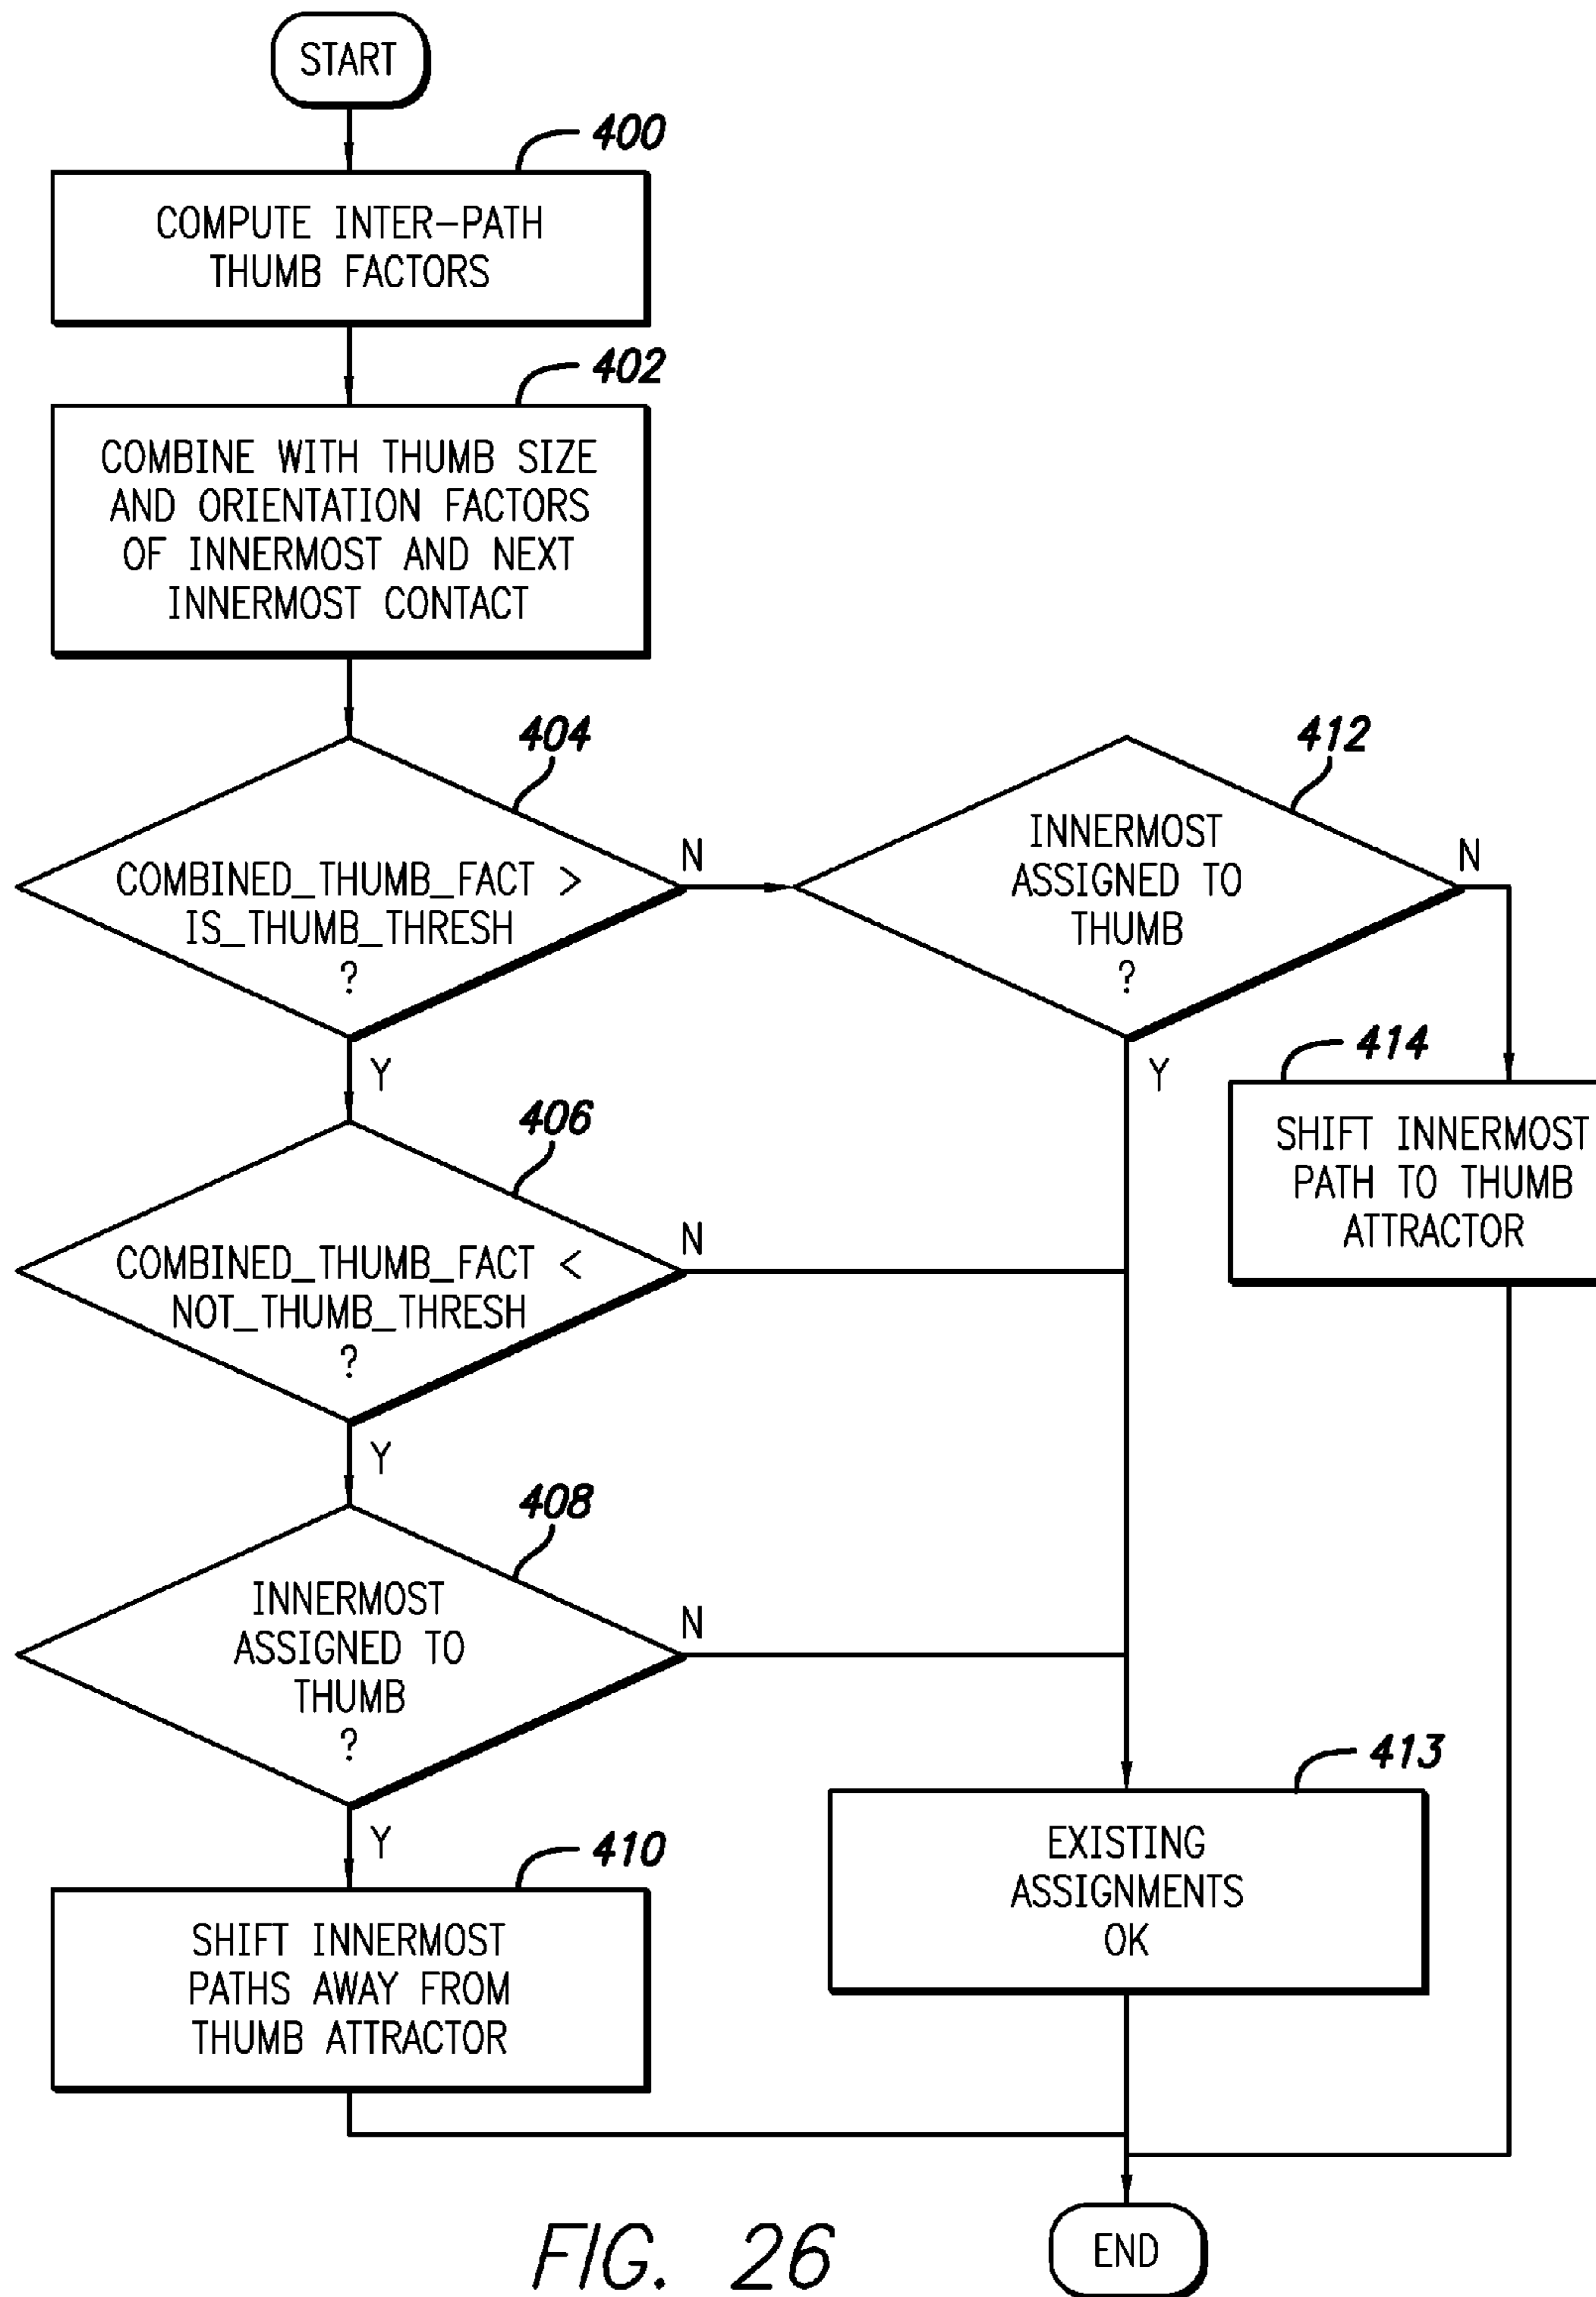 START
400
COMPUTE INTER-PATH
THUMB FACTORS
402
COMBINE WITH THUMB SIZE
AND ORIENTATION FACTORS
OF INNERMOST AND NEXT
INNERMOST CONTACT
404
COMBINED_THUMB_FACT >
IS_THUMB_THRESH
?
N
Y
412
INNERMOST
ASSIGNED TO
THUMB
?
N
Y
414
SHIFT INNERMOST
PATH TO THUMB
ATTRACTOR
406
COMBINED_THUMB_FACT <
NOT_THUMB_THRESH
?
N
Y
408
INNERMOST
ASSIGNED TO
THUMB
?
N
Y
413
EXISTING
ASSIGNMENTS
OK
410
SHIFT INNERMOST
PATHS AWAY FROM
THUMB ATTRACTOR
END
FIG. 26